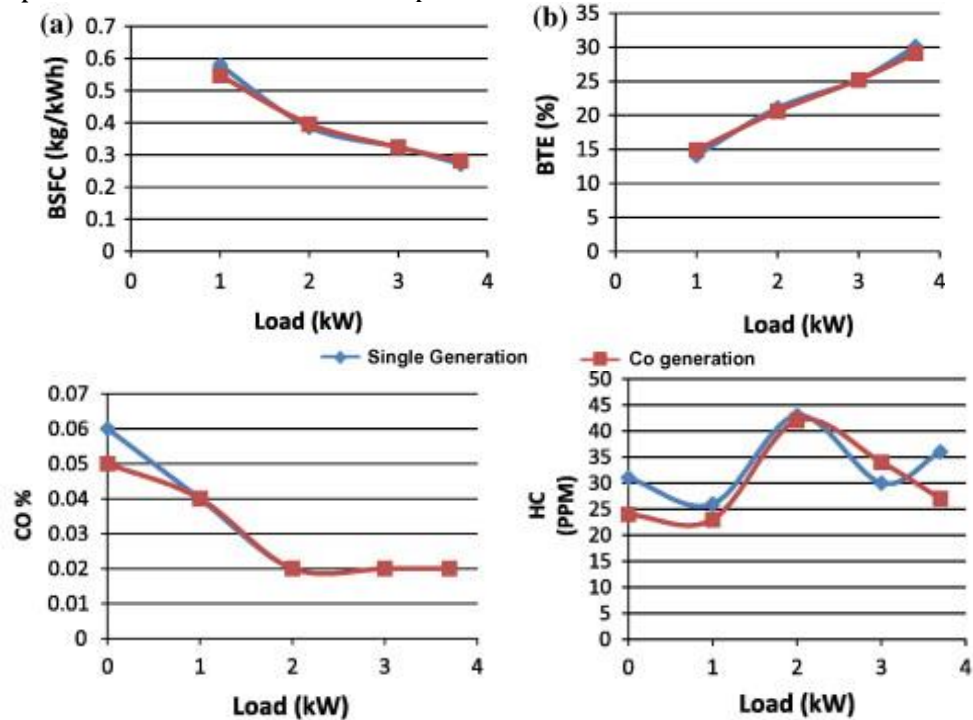 (a)
0.7
0.6
0.5
0.4
0.3
0.2
0.1
0
BSFC (kg/kWh)
0 1 2 3 4
Load (kW)
(b)
35
30
25
20
15
10
5
0
BTE (%)
0 1 2 3 4
Load (kW)
Single Generation
Co generation
0.07
0.06
0.05
0.04
0.03
0.02
0.01
0
CO %
0 1 2 3 4
Load (kW)
50
45
40
35
30
25
20
15
10
5
0
HC
(PPM)
0 1 2 3 4
Load (kW)